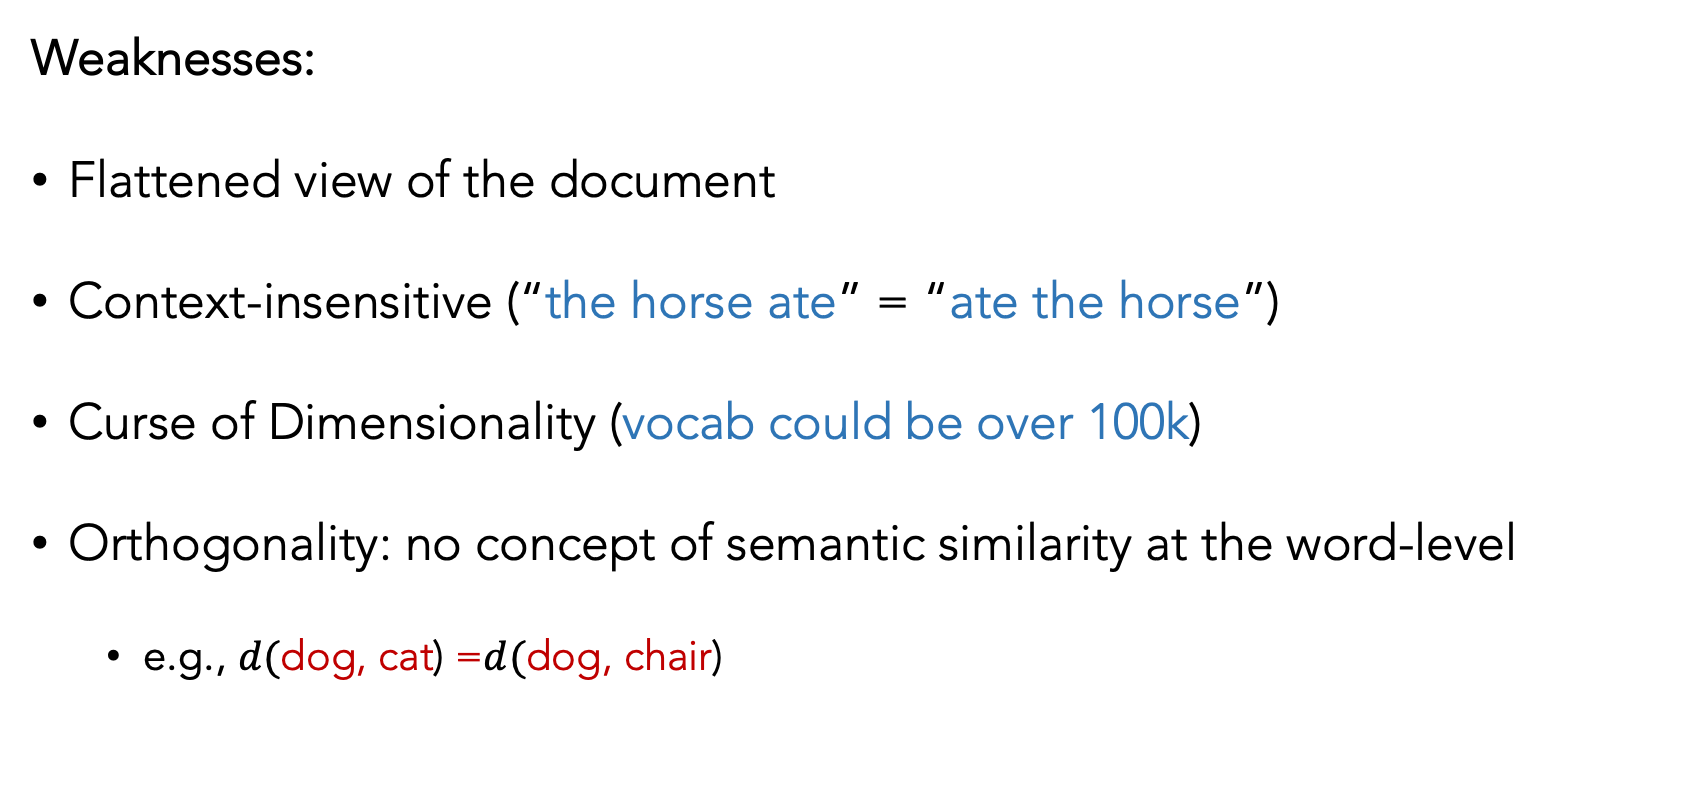 Weaknesses:
• Flattened view of the document
• Context-insensitive (“the horse ate” = “ate the horse”)
• Curse of Dimensionality (vocab could be over 100k)
• Orthogonality: no concept of semantic similarity at the word-level
• e.g., 𝑑(dog, cat) =𝑑(dog, chair)